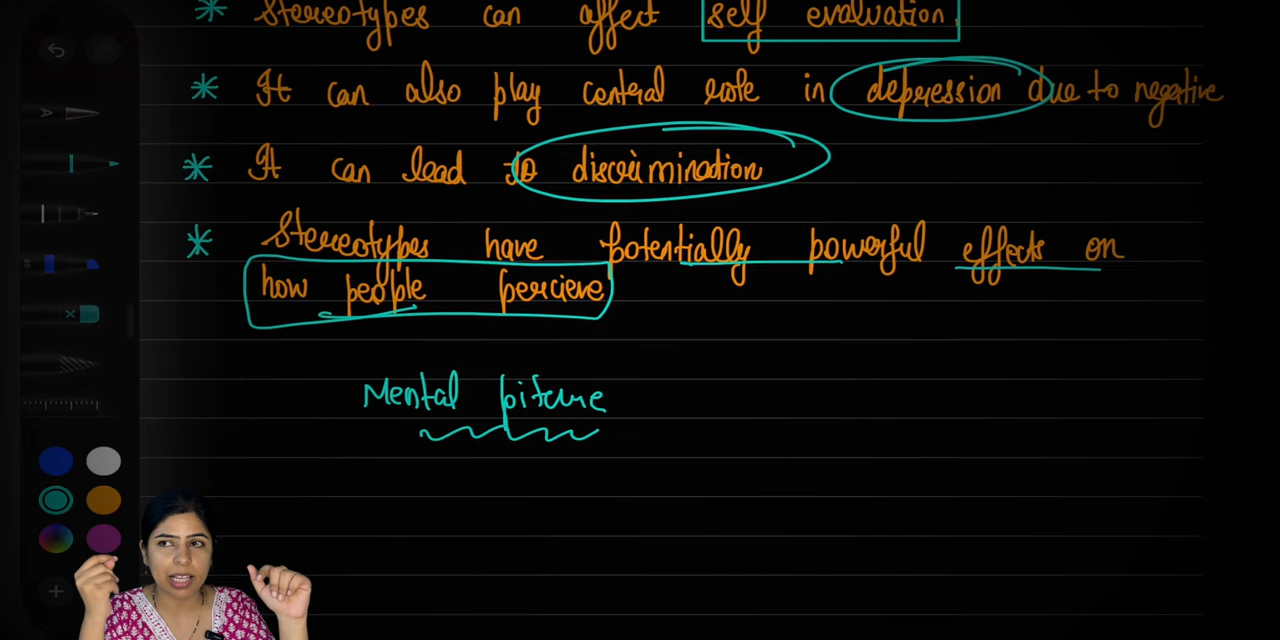 * Stereotypes can affect self evaluation.
* It can also play central role in depression due to negative
* It can lead to discrimination
* Stereotypes have potentially powerful effects on
how people percieve
Mental piture